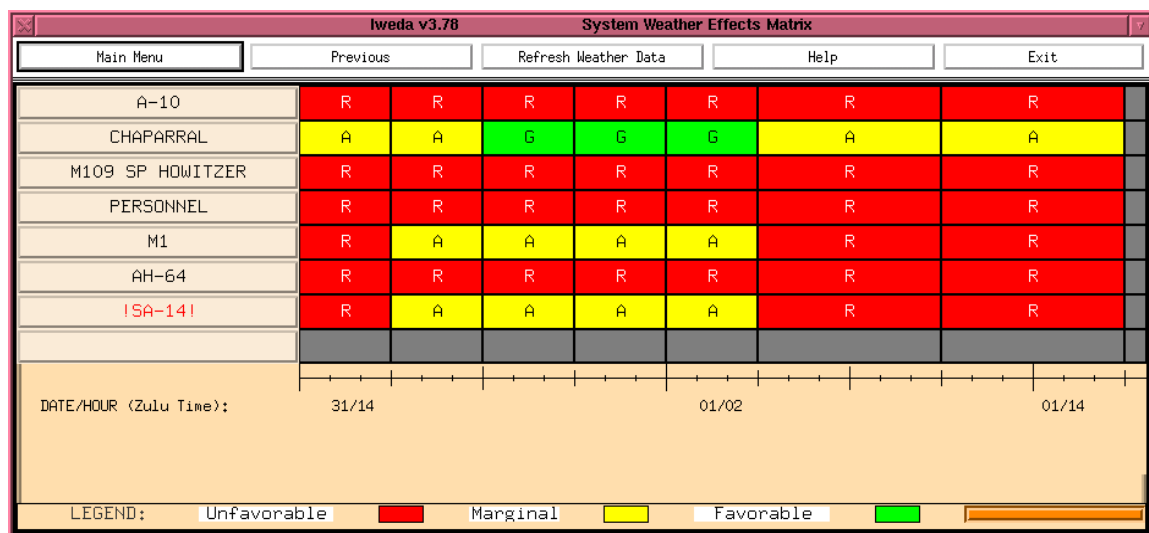 Iweda v3.78 System Weather Effects Matrix
Main Menu Previous Refresh Weather Data Help Exit
A-10 R R R R R R R
CHAPARRAL A A G G G A A
M109 SP HOWITZER R R R R R R R
PERSONNEL R R R R R R R
M1 R A A A A R R
AH-64 R R R R R R R
!SA-14! R A A A A R R
DATE/HOUR (Zulu Time): 31/14 01/02 01/14
LEGEND: Unfavorable Marginal Favorable